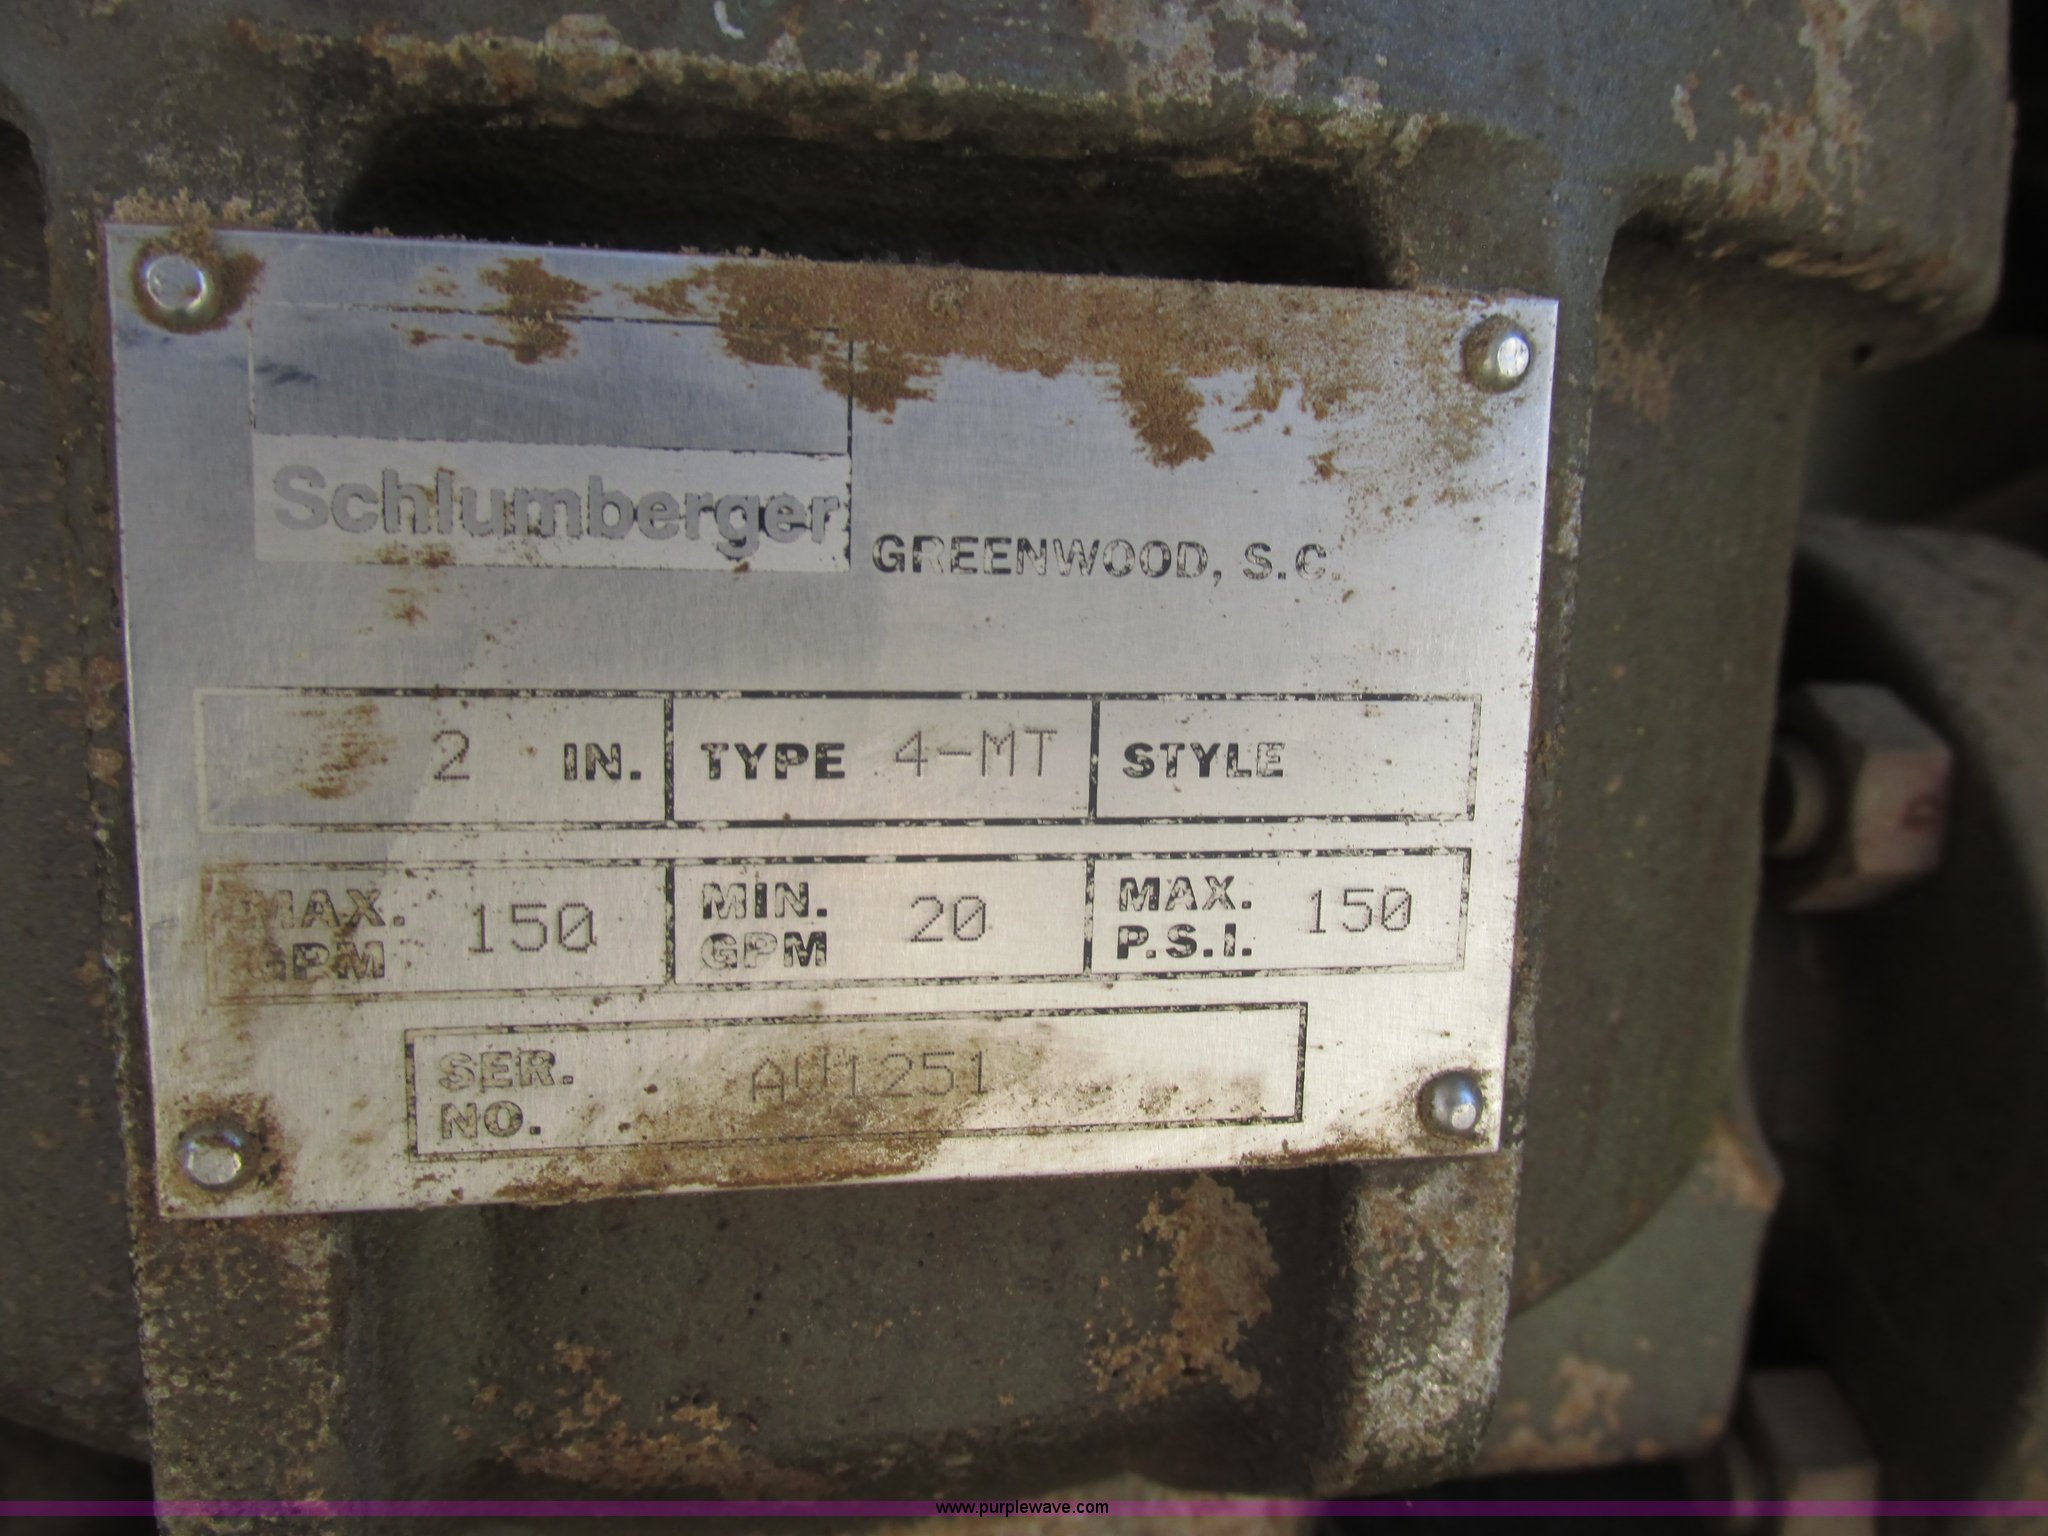 Schlumberger
GREENWOOD, S.C.
2 IN. TYPE 4-MT STYLE
MAX. GPM 150 MIN. GPM 20 MAX. P.S.I. 150
SER. NO.
www.purplewave.com